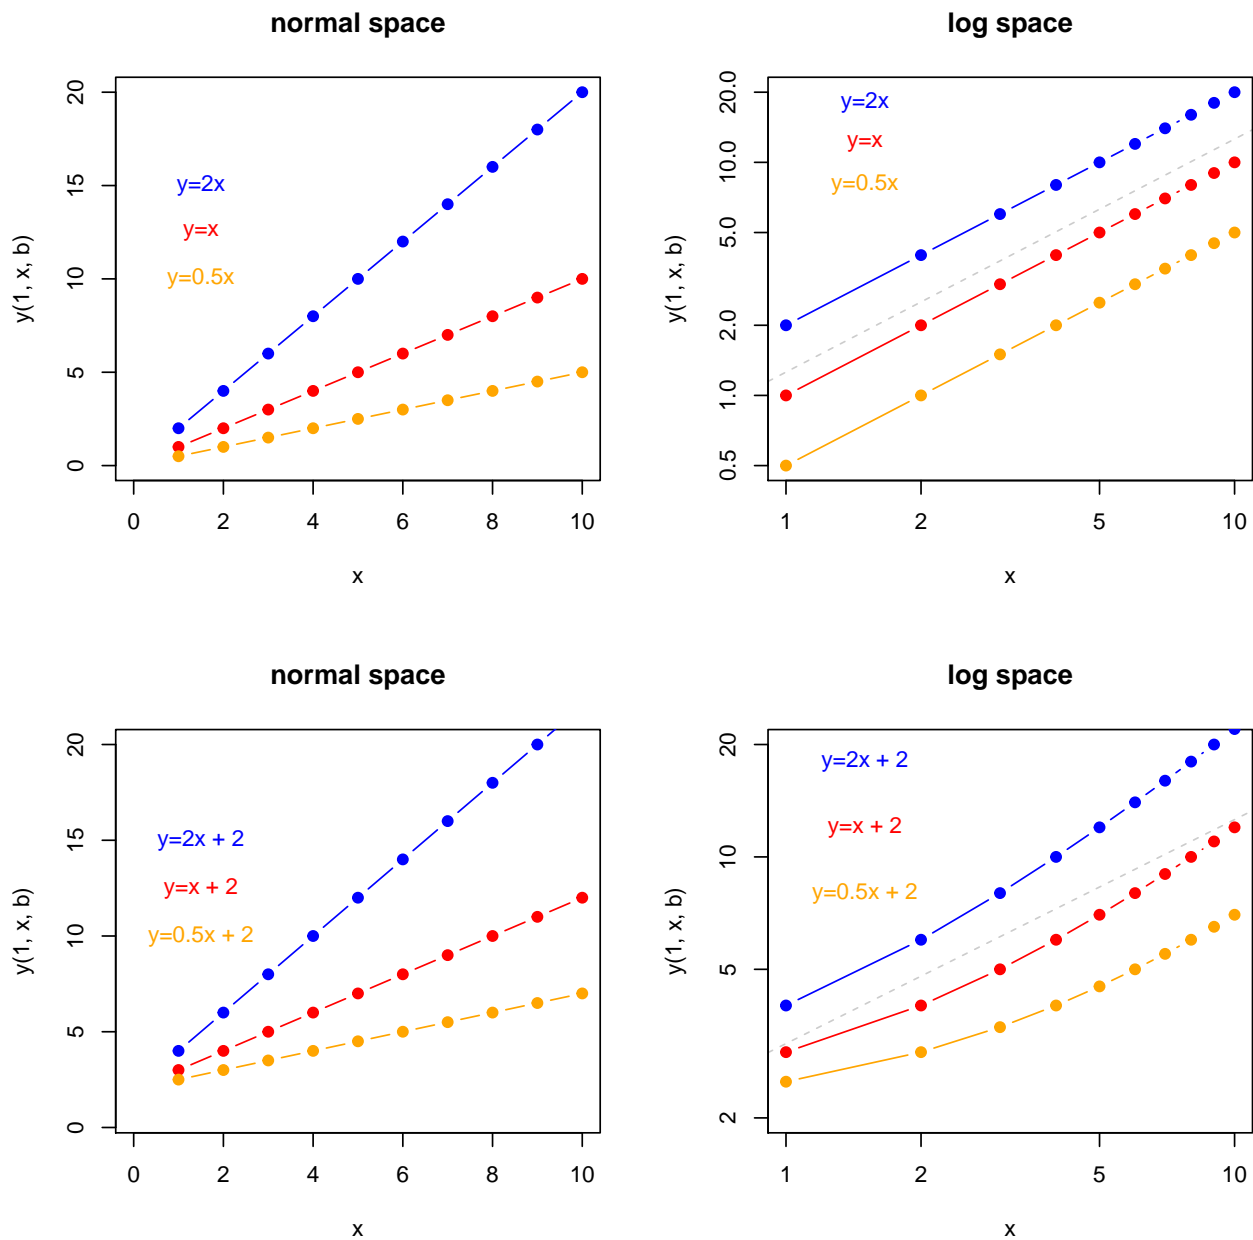 normal space
20
15
10
5
0
y(1, x, b)
y=2x
y=x
y=0.5x
0 2 4 6 8 10
x
log space
20.0
10.0
5.0
2.0
1.0
0.5
y(1, x, b)
y=2x
y=x
y=0.5x
1 2 5 10
x
normal space
20
15
10
5
0
y(1, x, b)
y=2x + 2
y=x + 2
y=0.5x + 2
0 2 4 6 8 10
x
log space
20
10
5
2
y(1, x, b)
y=2x + 2
y=x + 2
y=0.5x + 2
1 2 5 10
x